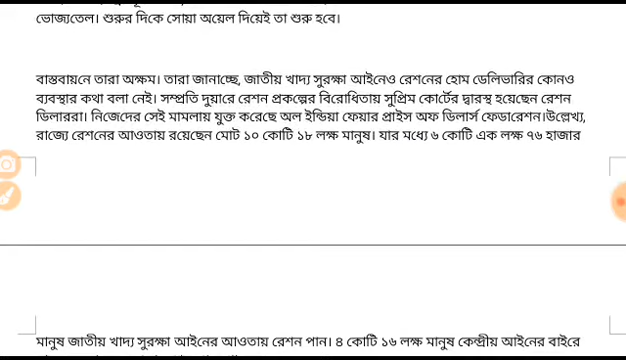 ভোজ্যতেল। শুরুর দিকে সোয়া অয়েল দিয়েই তা শুরু হবে।
বাস্তবায়নে তারা অক্ষম। তারা জানাচ্ছে, জাতীয় খাদ্য সুরক্ষা আইনেও রেশনের হোম ডেলিভারির কোনও
ব্যবস্থার কথা বলা নেই। সম্প্রতি দুয়ারে রেশন প্রকল্পের বিরোধিতায় সুপ্রিম কোর্টের দ্বারস্থ হয়েছেন রেশন
ডিলাররা। নিজেদের সেই মামলায় যুক্ত করেছে অল ইন্ডিয়া ফেয়ার প্রাইস অফ ডিলার্স ফেডারেশন।উল্লেখ্য,
রাজ্যে রেশনের আওতায় রয়েছেন মোট ১০ কোটি ১৮ লক্ষ মানুষ। যার মধ্যে ৬ কোটি এক লক্ষ ৭৬ হাজার
মানুষ জাতীয় খাদ্য সুরক্ষা আইনের আওতায় রেশন পান। ৪ কোটি ১৬ লক্ষ মানুষ কেন্দ্রীয় আইনের বাইরে